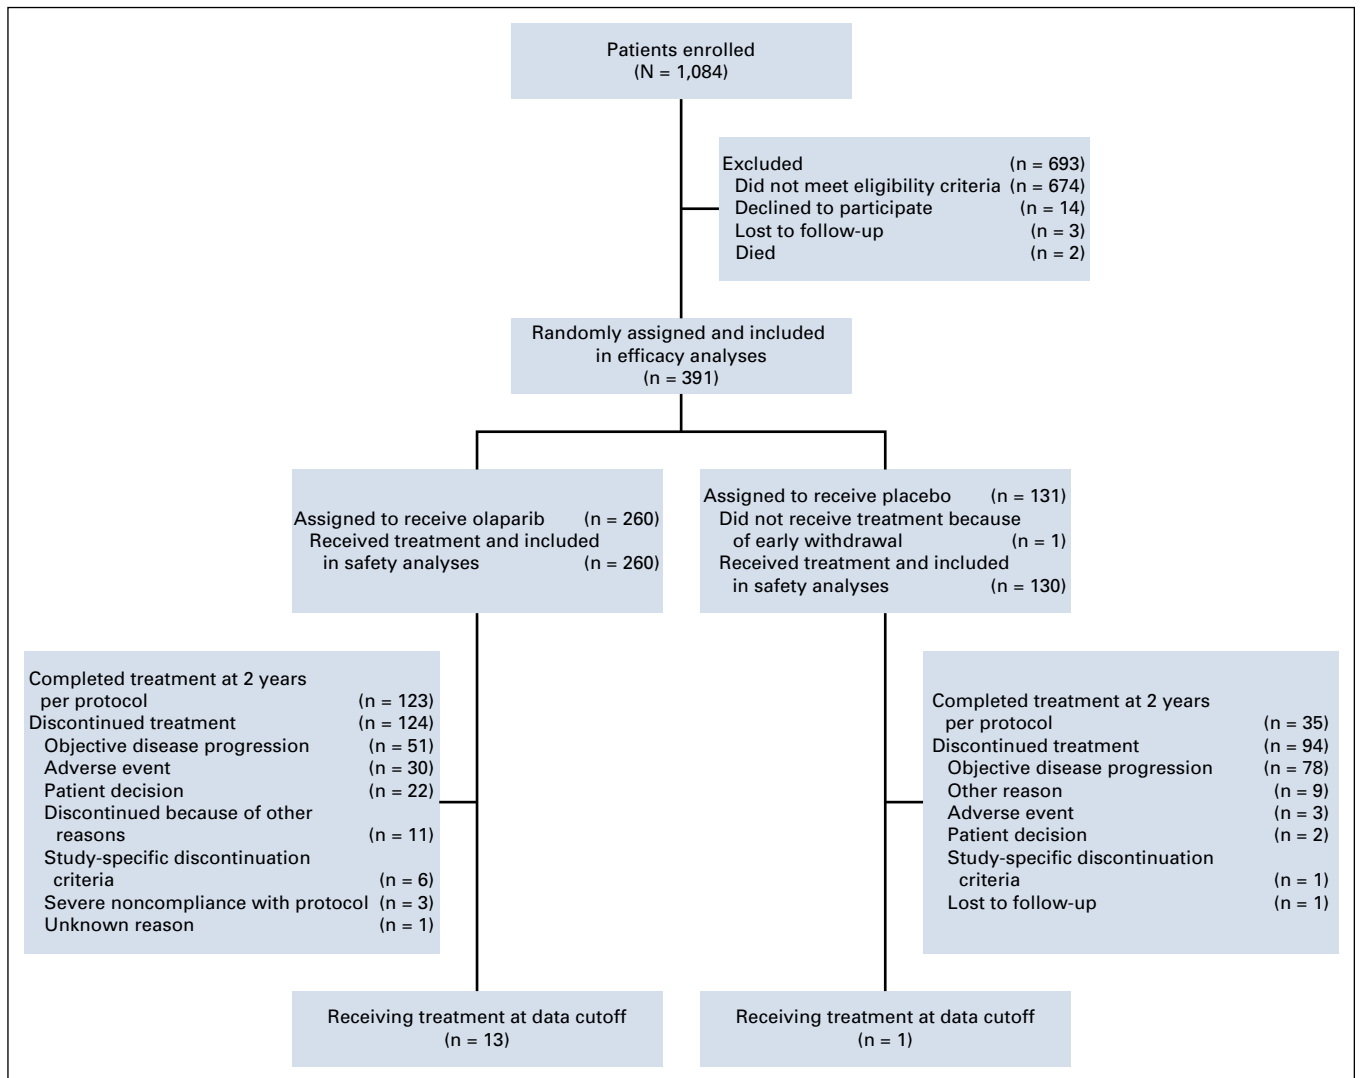 Patients enrolled
(N = 1,084)
Excluded (n = 693)
Did not meet eligibility criteria (n = 674)
Declined to participate (n = 14)
Lost to follow-up (n = 3)
Died (n = 2)
Randomly assigned and included
in efficacy analyses
(n = 391)
Assigned to receive olaparib (n = 260)
Received treatment and included
in safety analyses (n = 260)
Assigned to receive placebo (n = 131)
Did not receive treatment because
of early withdrawal (n = 1)
Received treatment and included
in safety analyses (n = 130)
Completed treatment at 2 years
per protocol (n = 123)
Discontinued treatment (n = 124)
Objective disease progression (n = 51)
Adverse event (n = 30)
Patient decision (n = 22)
Discontinued because of other
reasons (n = 11)
Study-specific discontinuation
criteria (n = 6)
Severe noncompliance with protocol (n = 3)
Unknown reason (n = 1)
Completed treatment at 2 years
per protocol (n = 35)
Discontinued treatment (n = 94)
Objective disease progression (n = 78)
Other reason (n = 9)
Adverse event (n = 3)
Patient decision (n = 2)
Study-specific discontinuation
criteria (n = 1)
Lost to follow-up (n = 1)
Receiving treatment at data cutoff
(n = 13)
Receiving treatment at data cutoff
(n = 1)